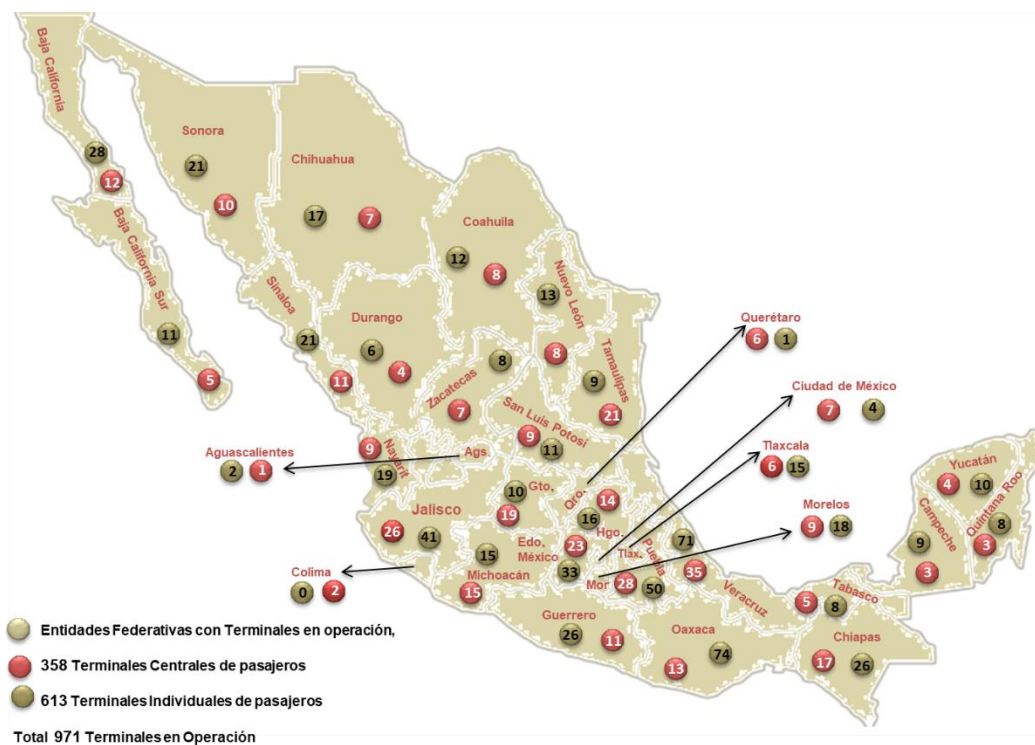 Baja California
28
12
Sonora
21
10
Chihuahua
17
7
Coahuila
12
8
Nuevo León
13
8
Tamaulipas
9
21
Baja California Sur
11
5
Sinaloa
21
11
Durango
6
4
Zacatecas
8
7
San Luis Potosí
9
11
Querétaro
6 1
Ciudad de México
7 4
Tlaxcala
6 15
Morelos
9 18
Aguascalientes
2 1
Ags.
Nayarit
9
19
Jalisco
26
41
Gto.
10
19
Qro.
Hgo.
14
16
Edo. México
23
33
Tlax.
Mor
Puebla
28
50
Michoacán
15
15
Colima
0 2
Guerrero
26
11
Oaxaca
13
74
Veracruz
71
35
Tabasco
5
8
Chiapas
17
26
Campeche
9
3
Yucatán
4 10
Quintana Roo
8
3
Entidades Federativas con Terminales en operación,
358 Terminales Centrales de pasajeros
613 Terminales Individuales de pasajeros
Total 971 Terminales en Operación